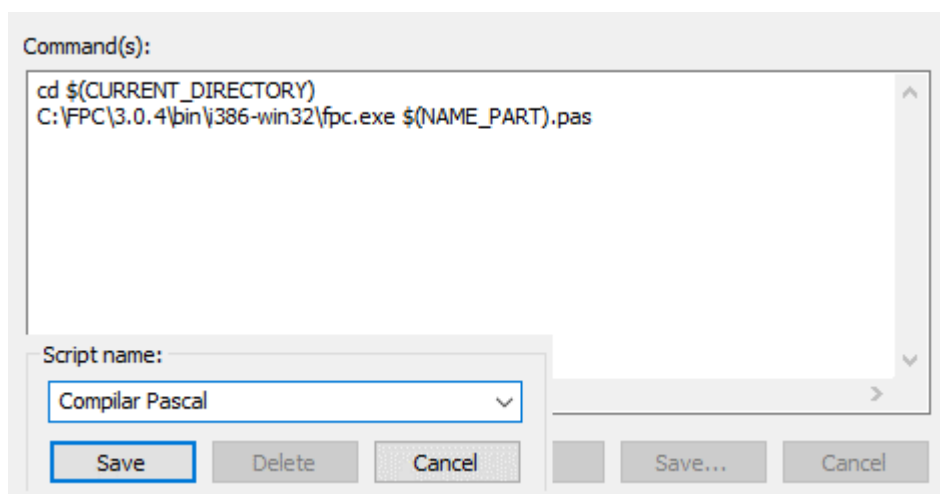 Command(s):
cd $(CURRENT_DIRECTORY)
C:\FPC\3.0.4\bin\i386-win32\fpc.exe $(NAME_PART).pas
Script name:
Compilar Pascal
Save Delete Cancel Save... Cancel